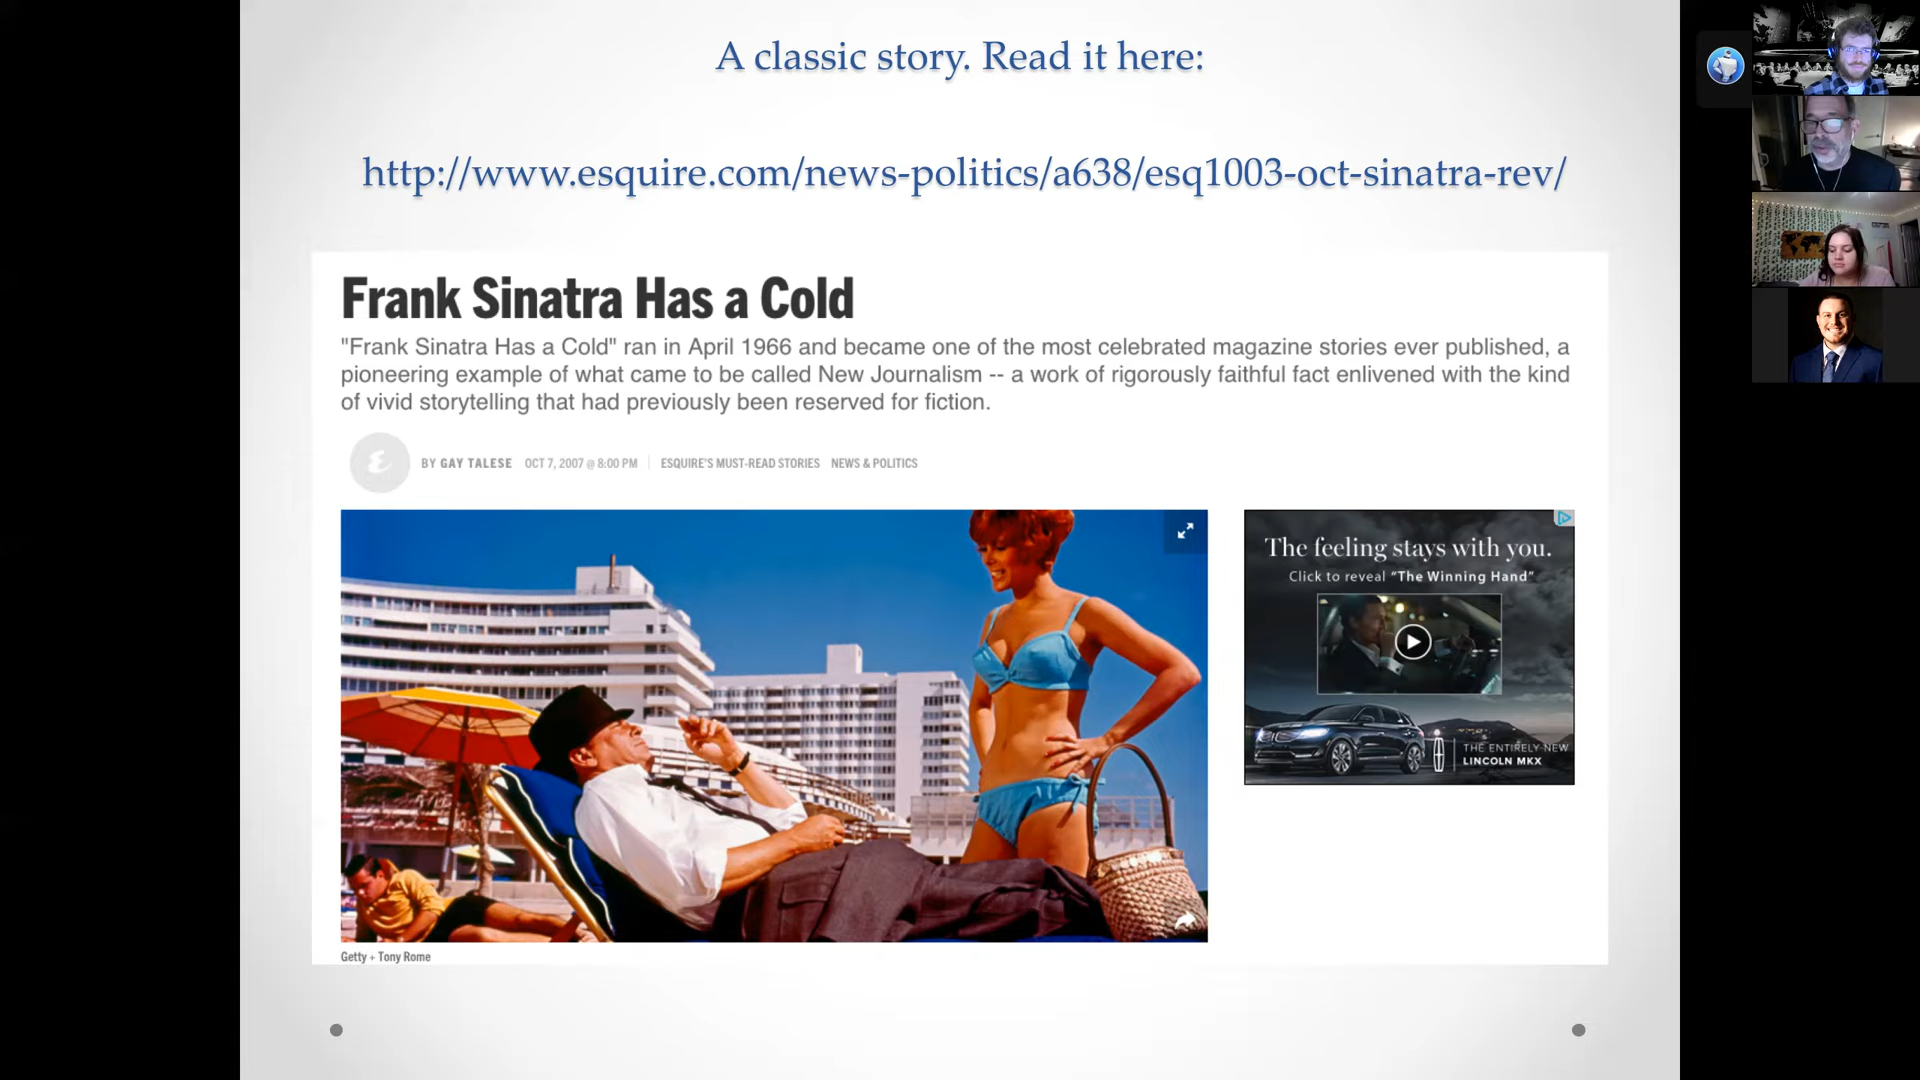 A classic story. Read it here:
http://www.esquire.com/news-politics/a638/esq1003-oct-sinatra-rev/
Frank Sinatra Has a Cold
"Frank Sinatra Has a Cold" ran in April 1966 and became one of the most celebrated magazine stories ever published, a
pioneering example of what came to be called New Journalism -- a work of rigorously faithful fact enlivened with the kind
of vivid storytelling that had previously been reserved for fiction.
BY GAY TALESE OCT 7, 2007 @ 8:00 PM ESQUIRE'S MUST-READ STORIES NEWS & POLITICS
The feeling stays with you.
Click to reveal "The Winning Hand"
THE ENTIRELY NEW
LINCOLN MKX
Getty + Tony Rome